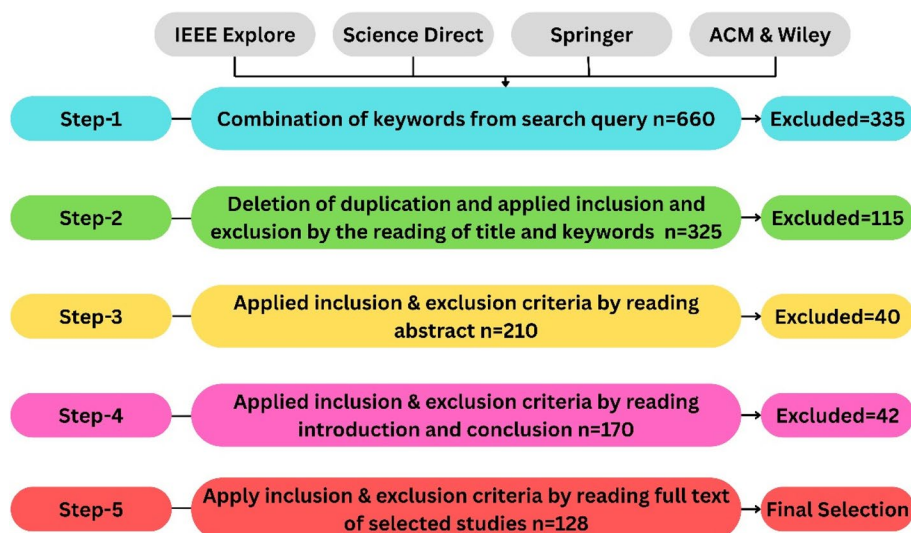 IEEE Explore
Science Direct
Springer
ACM & Wiley
Step-1
Combination of keywords from search query n=660
Excluded=335
Step-2
Deletion of duplication and applied inclusion and
exclusion by the reading of title and keywords n=325
Excluded=115
Step-3
Applied inclusion & exclusion criteria by reading
abstract n=210
Excluded=40
Step-4
Applied inclusion & exclusion criteria by reading
introduction and conclusion n=170
Excluded=42
Step-5
Apply inclusion & exclusion criteria by reading full text
of selected studies n=128
Final Selection